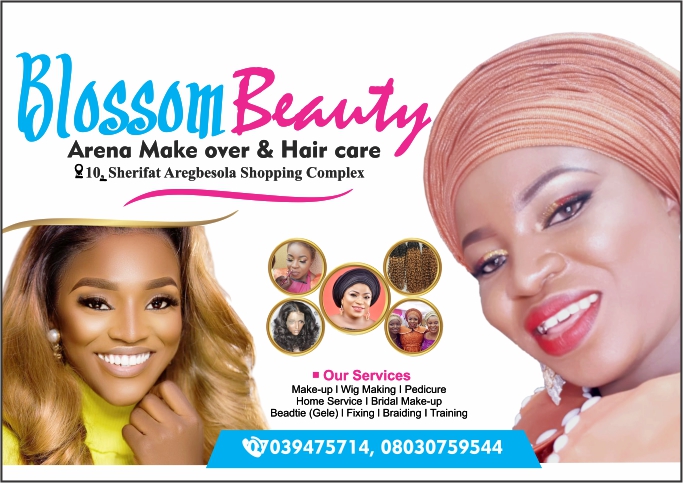 Blossom Beauty
Arena Make over & Hair care
10, Sherifat Aregbesola Shopping Complex
Our Services
Make-up I Wig Making I Pedicure
Home Service I Bridal Make-up
Beadtie (Gele) I Fixing I Braiding I Training
07039475714, 08030759544